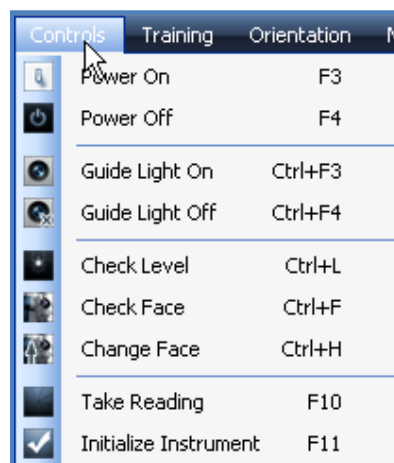 Controls Training Orientation
Power On F3
Power Off F4
Guide Light On Ctrl+F3
Guide Light Off Ctrl+F4
Check Level Ctrl+L
Check Face Ctrl+F
Change Face Ctrl+H
Take Reading F10
Initialize Instrument F11